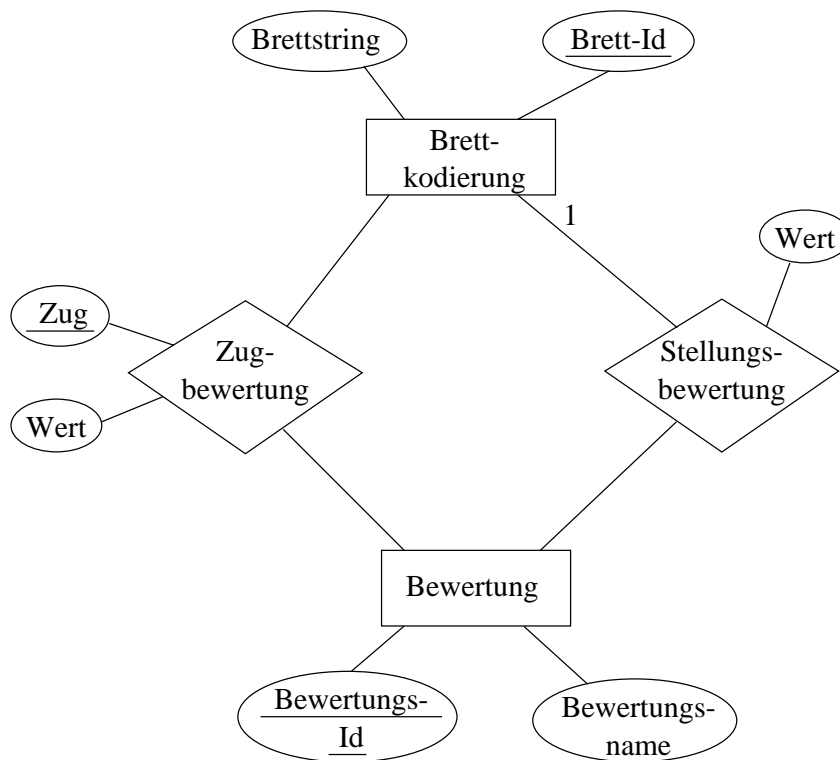 Brettstring
Brett-Id
Brett-
kodierung
1
Wert
Zug
Zug-
bewertung
Stellungs-
bewertung
Wert
Bewertung
Bewertungs-
Id
Bewertungs-
name